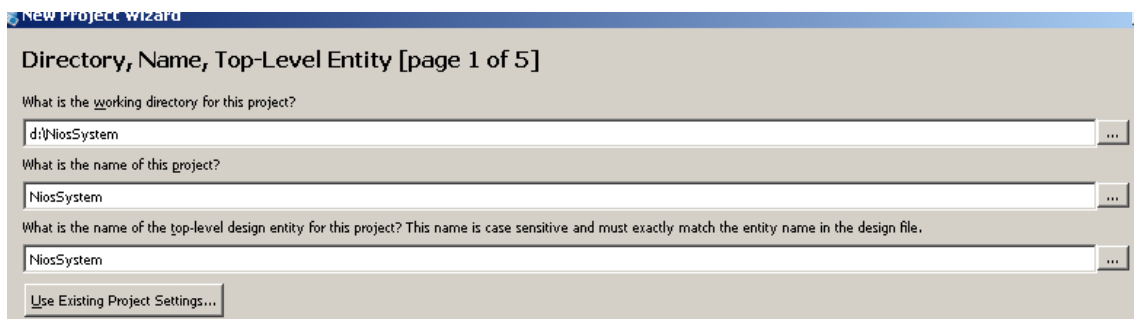 New Project Wizard
Directory, Name, Top-Level Entity [page 1 of 5]
What is the working directory for this project?
d:\NiosSystem
...
What is the name of this project?
NiosSystem
...
What is the name of the top-level design entity for this project? This name is case sensitive and must exactly match the entity name in the design file.
NiosSystem
...
Use Existing Project Settings...